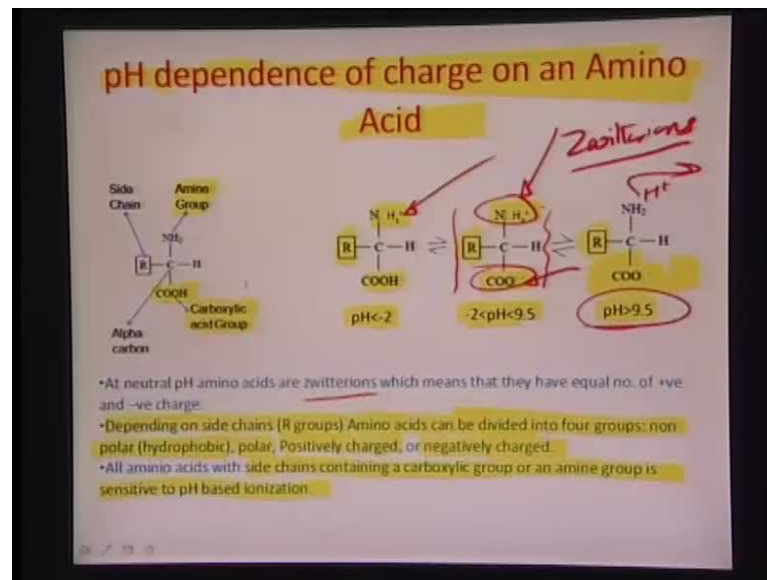 pH dependence of charge on an Amino
Acid
Zwitterions
Side
Chain
Amino
Group
NH₂
R
C
H
COOH
Carboxylic
acid Group
Alpha
carbon
N H₃⁺
R
C
H
COOH
pH<-2
N H₃⁺
R
C
H
COO
-2<pH<9.5
H⁺
NH₂
R
C
H
COO
pH>9.5
•At neutral pH amino acids are zwitterions which means that they have equal no. of +ve
and –ve charge.
•Depending on side chains (R groups) Amino acids can be divided into four groups: non
polar (hydrophobic), polar, Positively charged, or negatively charged.
•All aminio acids with side chains containing a carboxylic group or an amine group is
sensitive to pH based ionization.